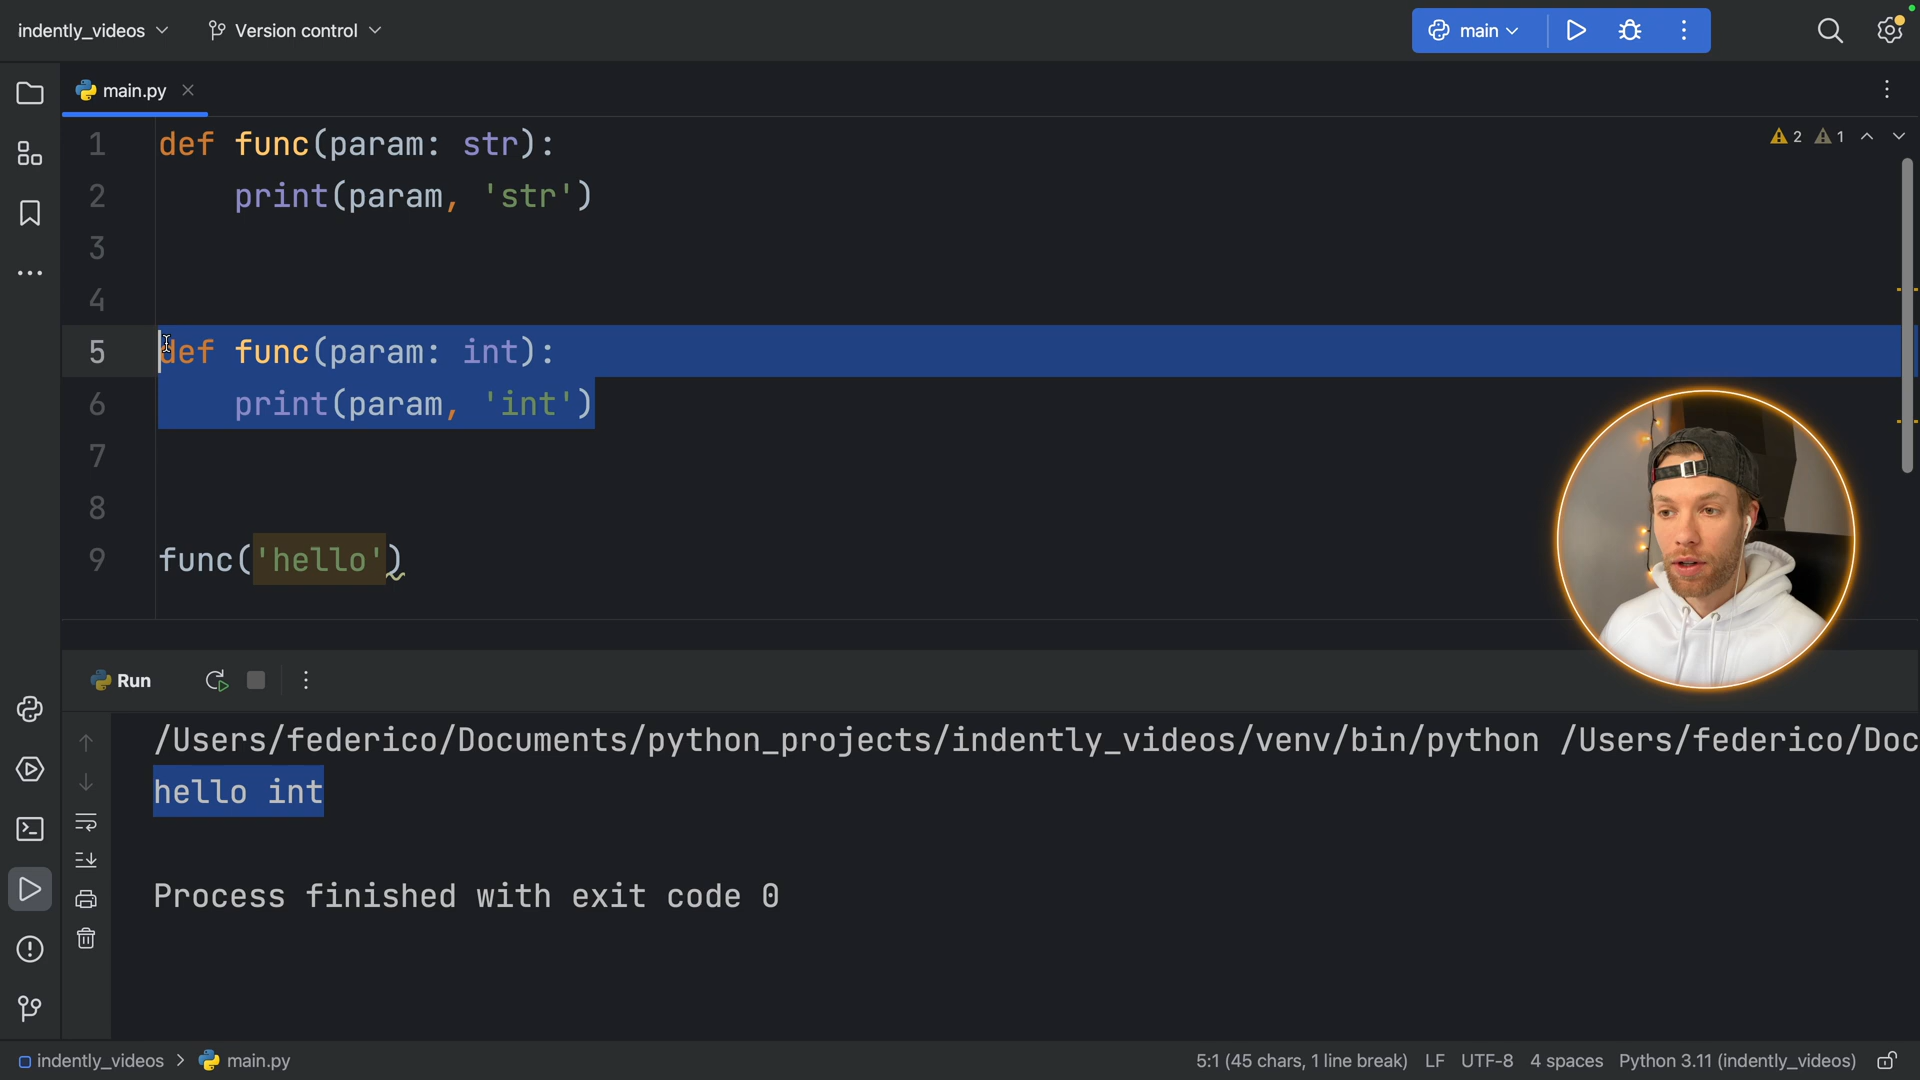 indently_videos
Version control
main
main.py
2 1
1 def func(param: str):
2     print(param, 'str')
3
4
5 def func(param: int):
6     print(param, 'int')
7
8
9 func('hello')
Run
/Users/federico/Documents/python_projects/indently_videos/venv/bin/python /Users/federico/Doc
hello int
Process finished with exit code 0
indently_videos > main.py
5:1 (45 chars, 1 line break) LF UTF-8 4 spaces Python 3.11 (indently_videos)